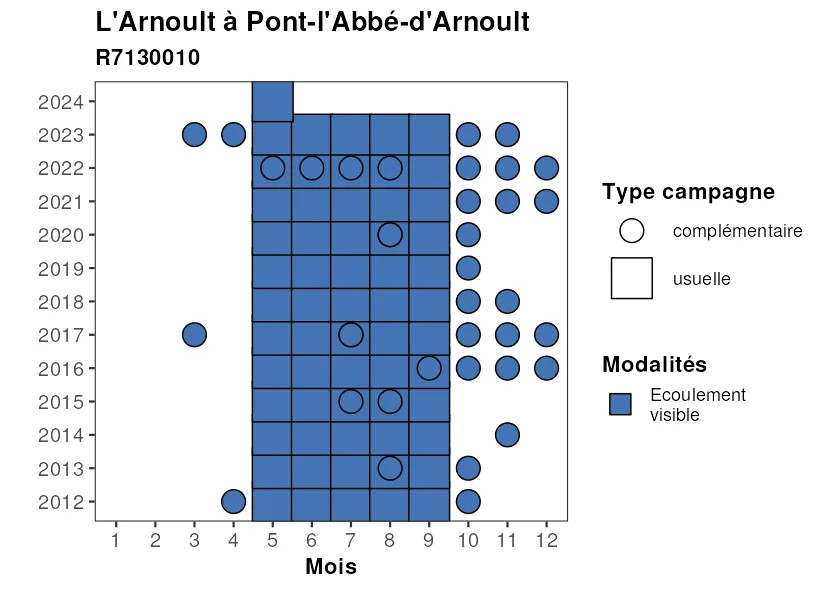 L'Arnoult à Pont-l'Abbé-d'Arnoult
R7130010
2024
2023
2022
2021
2020
2019
2018
2017
2016
2015
2014
2013
2012
1 2 3 4 5 6 7 8 9 10 11 12
Mois
Type campagne
complémentaire
usuelle
Modalités
Ecoulement
visible